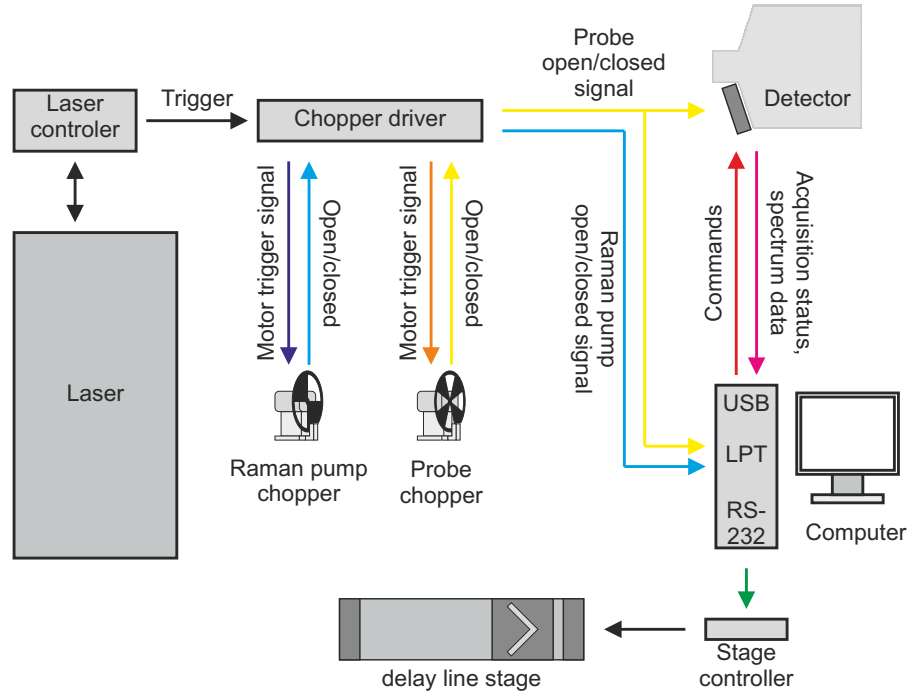 Laser
controler
Trigger
Chopper driver
Probe
open/closed
signal
Detector
Motor trigger signal
Open/closed
Motor trigger signal
Open/closed
Raman pump
open/closed signal
Commands
Acquisition status,
spectrum data
Laser
Raman pump
chopper
Probe
chopper
USB
LPT
RS-
232
Computer
delay line stage
Stage
controller